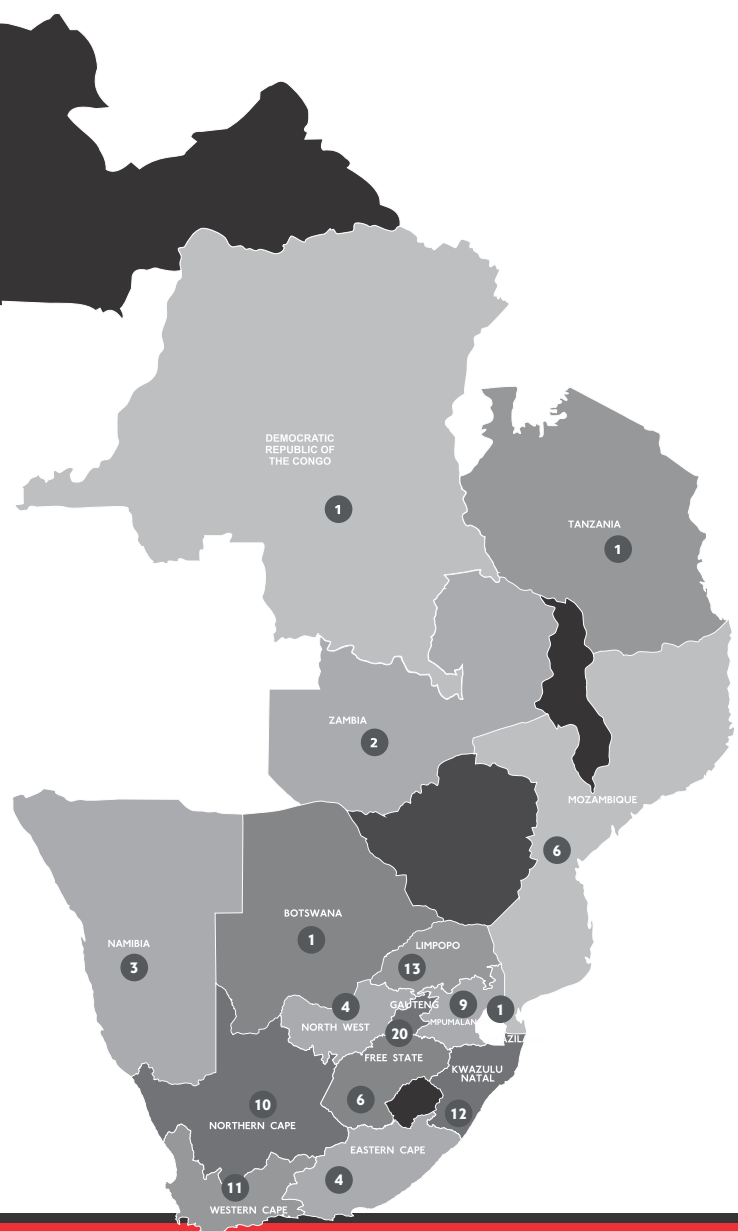 DEMOCRATIC
REPUBLIC OF
THE CONGO
1
TANZANIA
1
ZAMBIA
2
MOZAMBIQUE
6
BOTSWANA
1
NAMIBIA
3
LIMPOPO
13
4
NORTH WEST
GAUTENG
20
9
MPUMALAN
1
AZILA
FREE STATE
6
KWAZULU
NATAL
12
10
NORTHERN CAPE
EASTERN CAPE
4
11
WESTERN CAPE